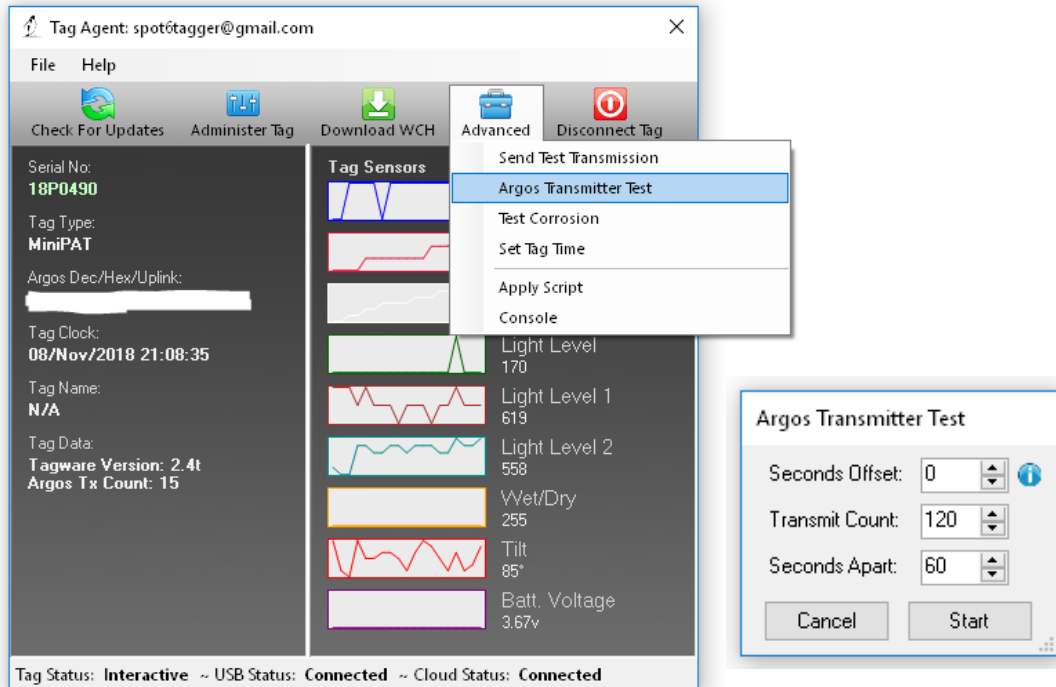 Tag Agent: spot6tagger@gmail.com
File Help
Check For Updates Administer Tag Download WCH Advanced Disconnect Tag
Send Test Transmission
Argos Transmitter Test
Test Corrosion
Set Tag Time
Apply Script
Console
Serial No:
18P0490
Tag Type:
MiniPAT
Argos Dec/Hex/Uplink:
Tag Clock:
08/Nov/2018 21:08:35
Tag Name:
N/A
Tag Data:
Tagware Version: 2.4t
Argos Tx Count: 15
Tag Sensors
Light Level
170
Light Level 1
619
Light Level 2
558
Wet/Dry
255
Tilt
85°
Batt. Voltage
3.67v
Tag Status: Interactive ~ USB Status: Connected ~ Cloud Status: Connected
Argos Transmitter Test
Seconds Offset: 0
Transmit Count: 120
Seconds Apart: 60
Cancel Start